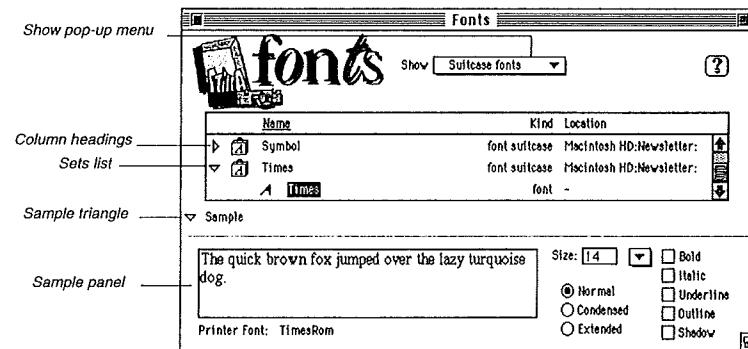 Fonts
Show pop-up menu
fonts
Show Suitcase fonts
?
Name Kind Location
Column headings
Symbol font suitcase Macintosh HD:Newsletter:
Sets list
Times font suitcase Macintosh HD:Newsletter:
A Times font -
Sample triangle
Sample
Sample panel
The quick brown fox jumped over the lazy turquoise
dog.
Printer Font: TimesRom
Size: 14
Normal
Condensed
Extended
Bold
Italic
Underline
Outline
Shadow